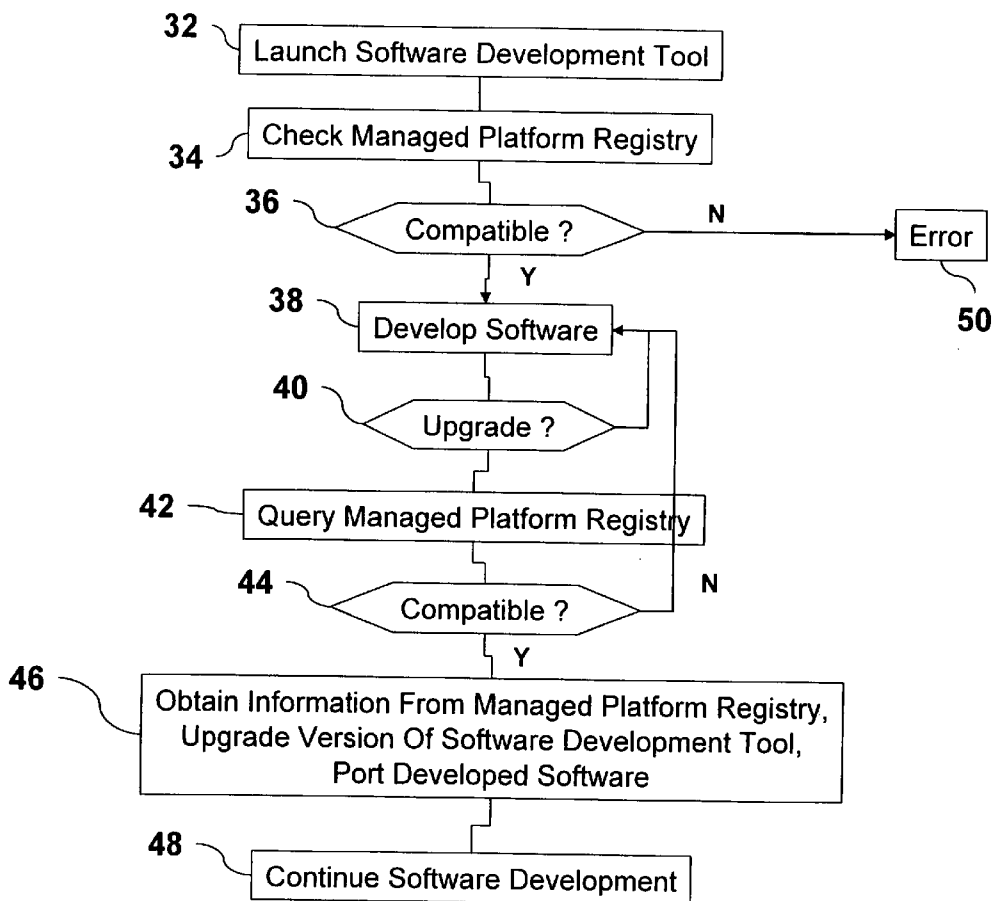 32
Launch Software Development Tool
34
Check Managed Platform Registry
36
Compatible ?
N
Error
50
Y
38
Develop Software
40
Upgrade ?
42
Query Managed Platform Registry
44
Compatible ?
N
Y
46
Obtain Information From Managed Platform Registry,
Upgrade Version Of Software Development Tool,
Port Developed Software
48
Continue Software Development